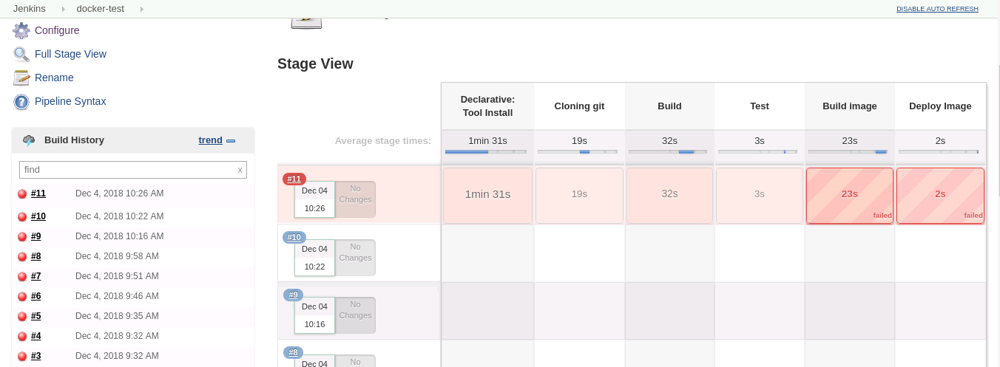 Jenkins docker-test DISABLE AUTO REFRESH
Configure
Full Stage View
Rename
Pipeline Syntax
Build History trend
find x
#11 Dec 4, 2018 10:26 AM
#10 Dec 4, 2018 10:22 AM
#9 Dec 4, 2018 10:16 AM
#8 Dec 4, 2018 9:58 AM
#7 Dec 4, 2018 9:51 AM
#6 Dec 4, 2018 9:46 AM
#5 Dec 4, 2018 9:35 AM
#4 Dec 4, 2018 9:32 AM
#3 Dec 4, 2018 9:32 AM
Stage View
Declarative:
Tool Install
Cloning git
Build
Test
Build image
Deploy Image
Average stage times: 1min 31s 19s 32s 3s 23s 2s
#11
Dec 04
10:26
No
Changes
1min 31s
19s
32s
3s
23s
failed
2s
failed
#10
Dec 04
10:22
No
Changes
#9
Dec 04
10:16
No
Changes
#8
Dec 04
No